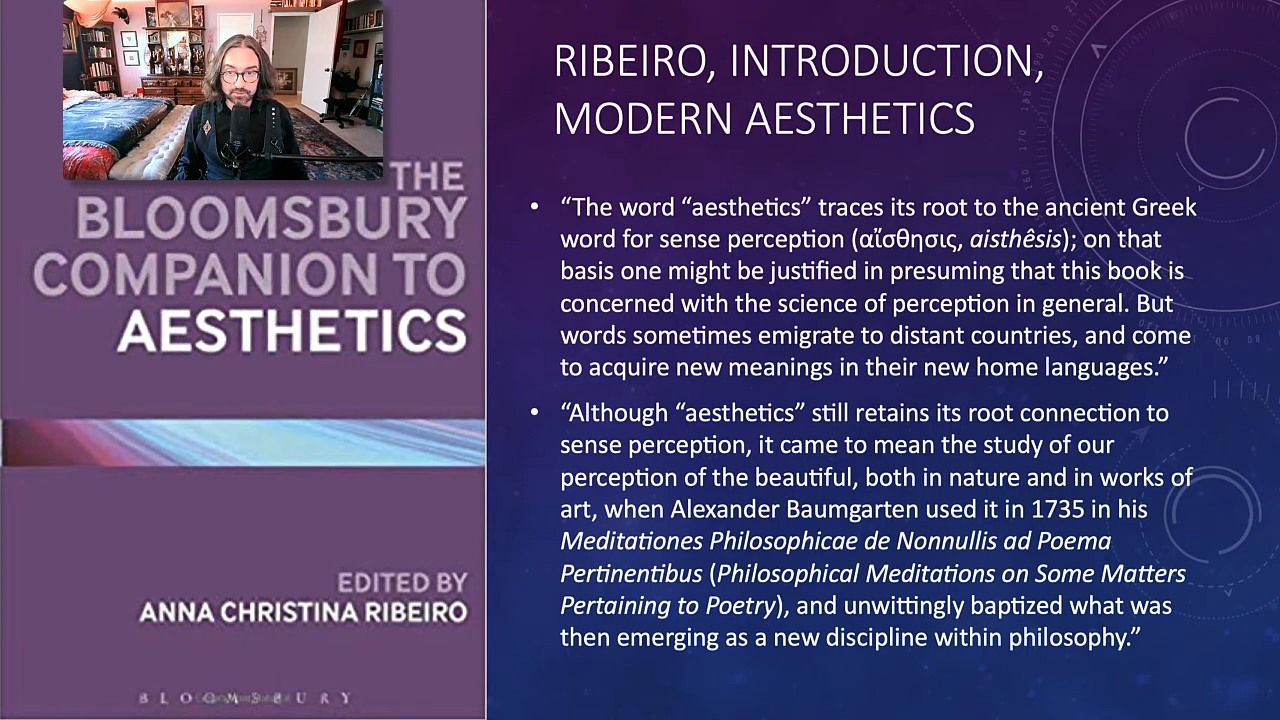 THE
BLOOMSBURY
COMPANION TO
AESTHETICS
EDITED BY
ANNA CHRISTINA RIBEIRO
BLOOMSBURY
RIBEIRO, INTRODUCTION,
MODERN AESTHETICS
• “The word “aesthetics” traces its root to the ancient Greek
word for sense perception (αἴσθησις, aisthêsis); on that
basis one might be justified in presuming that this book is
concerned with the science of perception in general. But
words sometimes emigrate to distant countries, and come
to acquire new meanings in their new home languages.”
• “Although “aesthetics” still retains its root connection to
sense perception, it came to mean the study of our
perception of the beautiful, both in nature and in works of
art, when Alexander Baumgarten used it in 1735 in his
Meditationes Philosophicae de Nonnullis ad Poema
Pertinentibus (Philosophical Meditations on Some Matters
Pertaining to Poetry), and unwittingly baptized what was
then emerging as a new discipline within philosophy.”